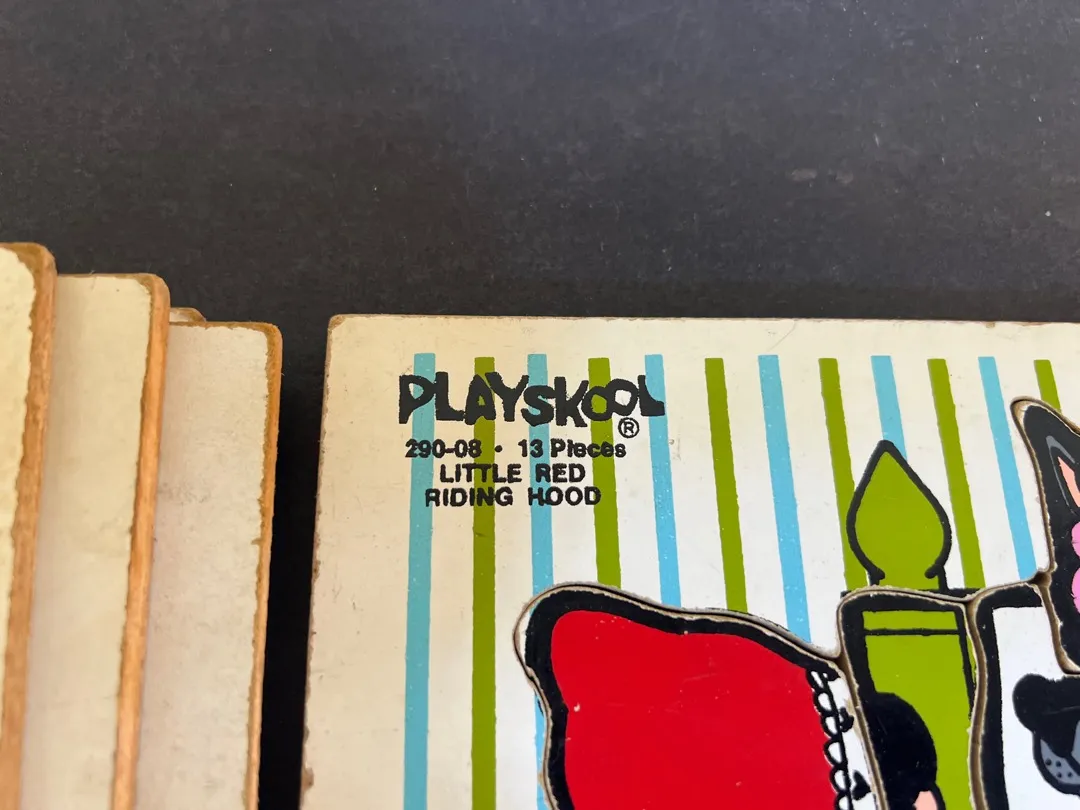 PLAYSKOOL®
290-08 · 13 Pieces
LITTLE RED
RIDING HOOD